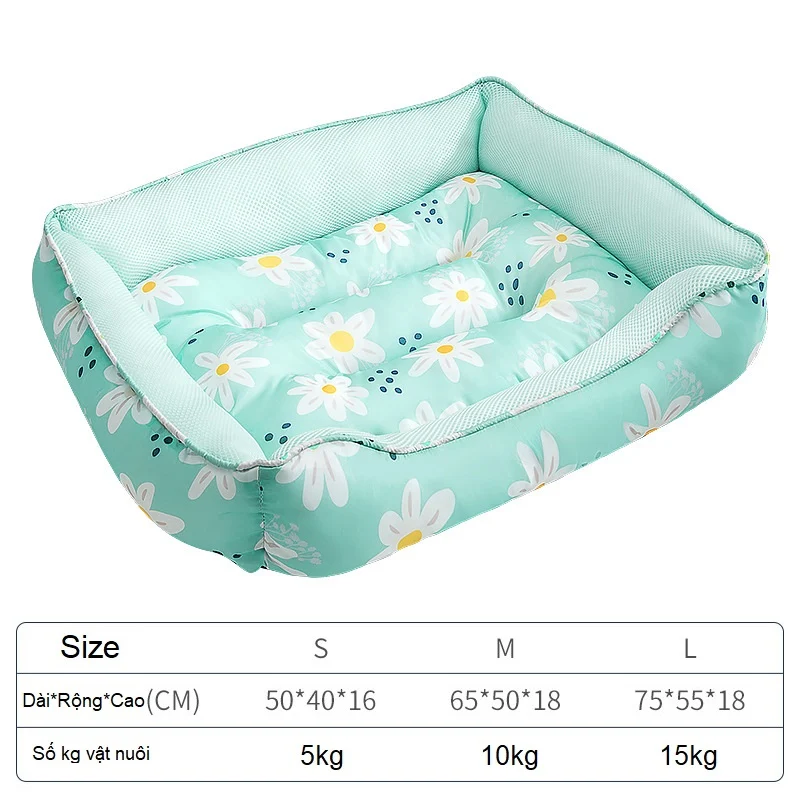 Size S M L
Dài*Rộng*Cao(CM) 50*40*16 65*50*18 75*55*18
Số kg vật nuôi 5kg 10kg 15kg